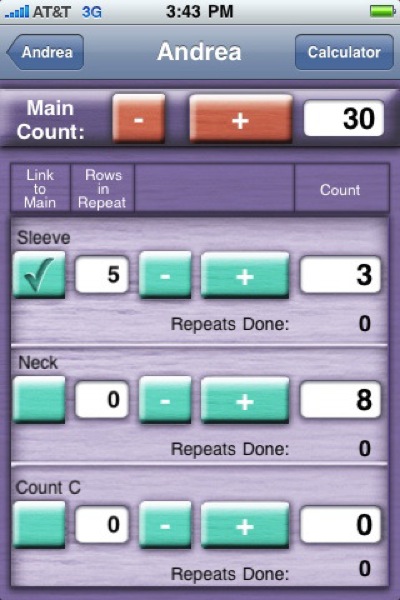 AT&T 3G 3:43 PM
Andrea Andrea Calculator
Main Count: - + 30
Link to Main Rows in Repeat Count
Sleeve
5 - + 3
Repeats Done: 0
Neck
0 - + 8
Repeats Done: 0
Count C
0 - + 0
Repeats Done: 0